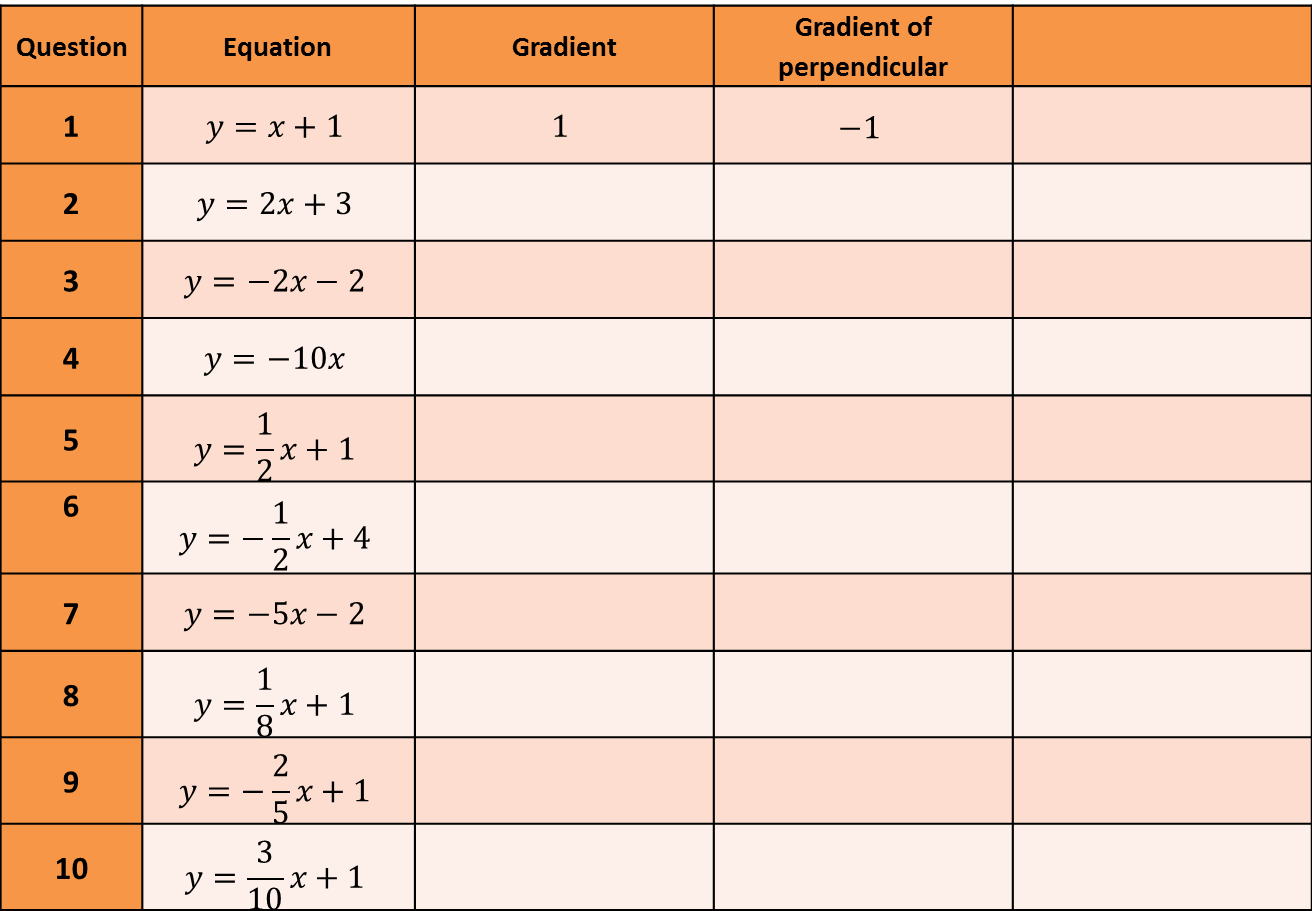 Question Equation Gradient Gradient of perpendicular
1 y = x + 1 1 −1
2 y = 2x + 3
3 y = −2x − 2
4 y = −10x
5 y = 1/2 x + 1
6 y = − 1/2 x + 4
7 y = −5x − 2
8 y = 1/8 x + 1
9 y = − 2/5 x + 1
10 y = 3/10 x + 1